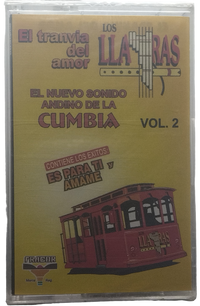 El tranvía
del
amor
LOS
LLAYRAS
EL NUEVO SONIDO
ANDINO DE LA
CUMBIA
VOL. 2
CONTIENE LOS EXITOS:
ES PARA TI y
AMAME